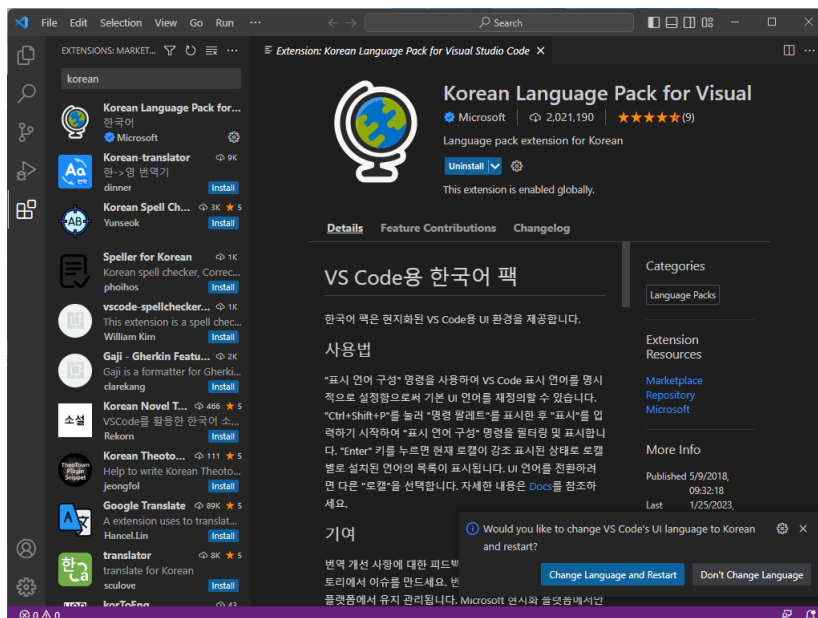 File Edit Selection View Go Run ··· Search
EXTENSIONS: MARKET... ···
Extension: Korean Language Pack for Visual Studio Code ×
korean
Korean Language Pack for...
한국어
Microsoft
Korean-translator 9K
한->영 번역기
dinner Install
Korean Spell Ch... 3K ★ 5
Yunseok Install
Speller for Korean 1K
Korean spell checker, Correc...
phoihos Install
vscode-spellchecker... 1K
This extension is a spell chec...
William Kim Install
Gaji - Gherkin Featu... 2K
Gaji is a formatter for Gherki...
clarekang Install
Korean Novel T... 466 ★ 5
VSCode를 활용한 한국어 소...
Rekorn Install
Korean Theoto... 111 ★ 5
Help to write Korean Theoto...
jeongfol Install
Google Translate 89K ★ 5
A extension uses to translat...
Hancel.Lin Install
translator 8K ★ 5
translate for Korean
sculove Install
korToEng 43
Aа
AB
소설
TheoTown
Plugin
Snippet
A
한
a
Korean Language Pack for Visual
Microsoft 2,021,190 ★★★★★(9)
Language pack extension for Korean
Uninstall
This extension is enabled globally.
Details Feature Contributions Changelog
VS Code용 한국어 팩
한국어 팩은 현지화된 VS Code용 UI 환경을 제공합니다.
사용법
"표시 언어 구성" 명령을 사용하여 VS Code 표시 언어를 명시
적으로 설정함으로써 기본 UI 언어를 재정의할 수 있습니다.
"Ctrl+Shift+P"를 눌러 "명령 팔레트"를 표시한 후 "표시"를 입
력하기 시작하여 "표시 언어 구성" 명령을 필터링 및 표시합니
다. "Enter" 키를 누르면 현재 로캘이 강조 표시된 상태로 로캘
별로 설치된 언어의 목록이 표시됩니다. UI 언어를 전환하려
면 다른 "로캘"을 선택합니다. 자세한 내용은 Docs를 참조하
세요.
기여
번역 개선 사항에 대한 피드백
토리에서 이슈를 만드세요. 번
플랫폼에서 유지 관리됩니다. Microsoft 현지화 플랫폼에서만
Categories
Language Packs
Extension
Resources
Marketplace
Repository
Microsoft
More Info
Published 5/9/2018,
09:32:18
Last 1/25/2023,
Would you like to change VS Code's UI language to Korean
and restart?
Change Language and Restart Don't Change Language
0 0